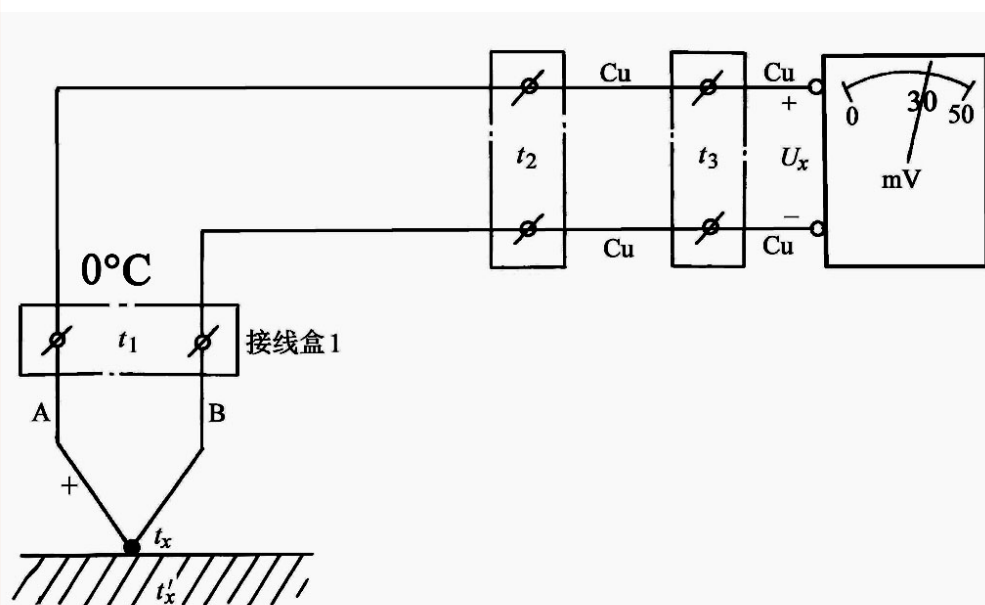 Cu
Cu
+
0
30
50
t₂
t₃
Uₓ
mV
−
Cu
Cu
0°C
t₁
接线盒1
A
B
+
tₓ
t′ₓ